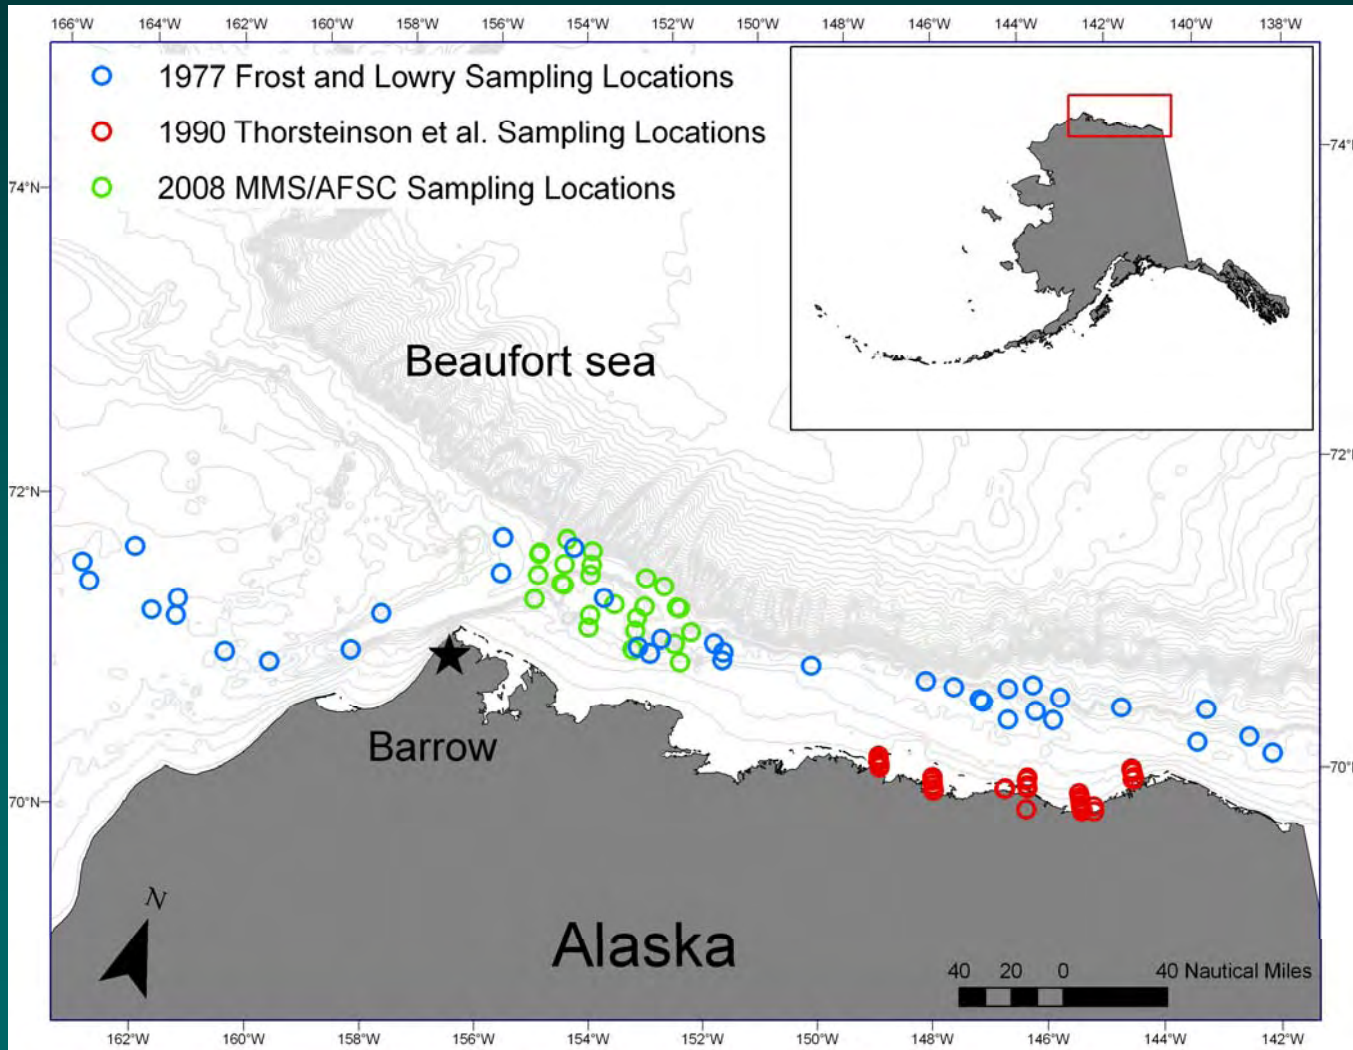 166°W 164°W 162°W 160°W 158°W 156°W 154°W 152°W 150°W 148°W 146°W 144°W 142°W 140°W 138°W
1977 Frost and Lowry Sampling Locations
1990 Thorsteinson et al. Sampling Locations
2008 MMS/AFSC Sampling Locations
74°N
74°N
Beaufort sea
72°N
72°N
Barrow
70°N
70°N
N
Alaska
40 20 0 40 Nautical Miles
162°W 160°W 158°W 156°W 154°W 152°W 150°W 148°W 146°W 144°W 142°W